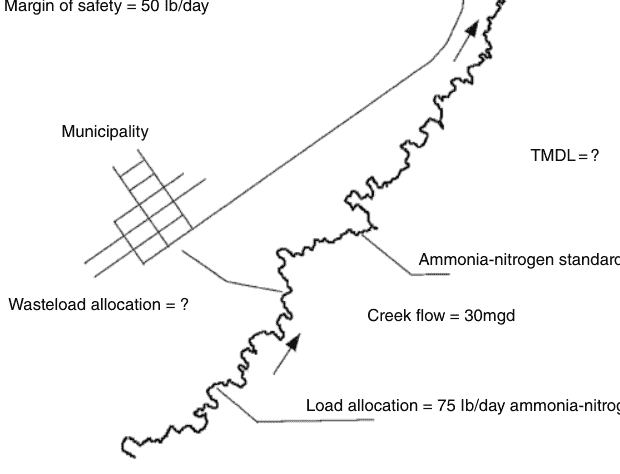 Margin of safety = 50 lb/day
Municipality
TMDL = ?
Ammonia-nitrogen standard
Wasteload allocation = ?
Creek flow = 30mgd
Load allocation = 75 lb/day ammonia-nitrog